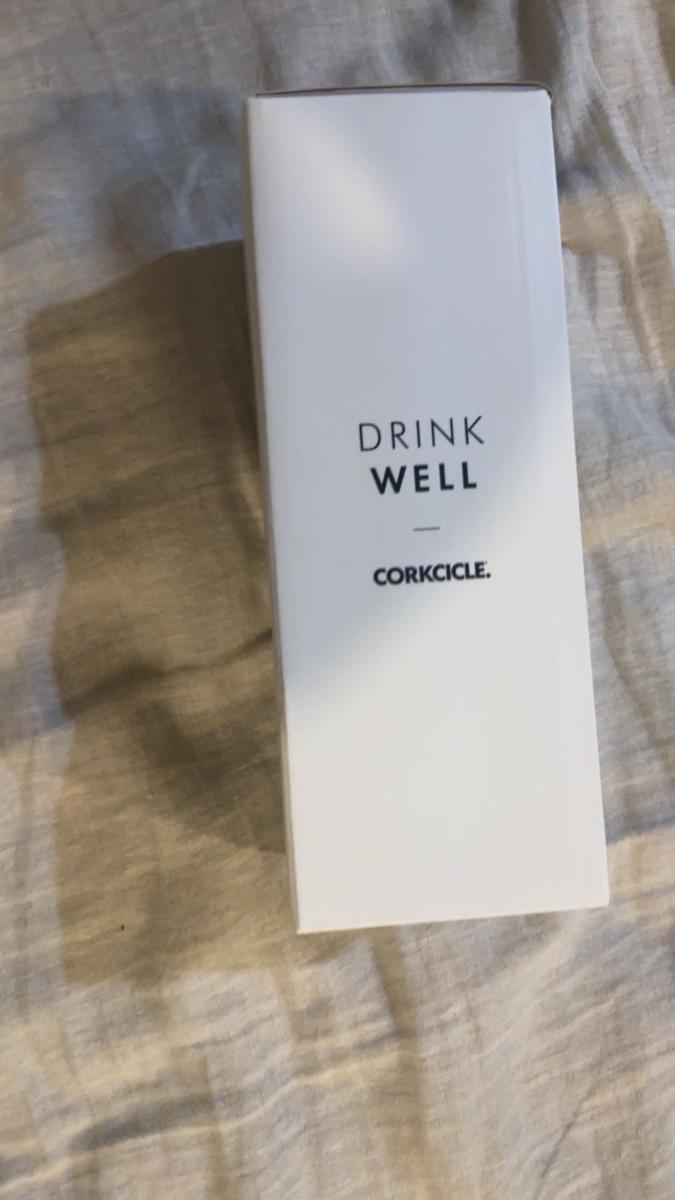 DRINK
WELL
—
CORKCICLE.